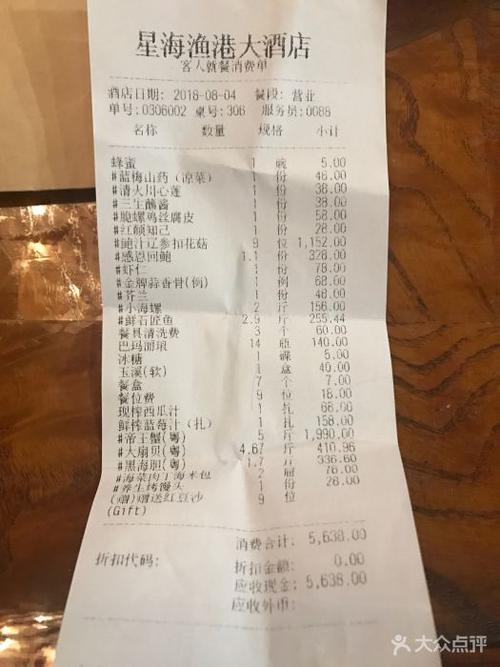 星海渔港大酒店
客人就餐消费单
酒店日期: 2018-08-04 餐段: 营业
单号:0306002 桌号:306 服务员:0088
名称 数量 规格 小计
蜂蜜 1 碗 5.00
#蓝梅山药(凉菜) 1 份 48.00
#清火川心莲 1 份 38.00
#三生蘸酱 1 份 38.00
#脆螺鸡丝腐皮 1 份 58.00
#红颜知己 1 份 28.00
#鲍汁辽参扣花菇 9 位 1,152.00
#感恩回鲍 1.1 份 328.00
#虾仁 1 份 78.00
#金牌蒜香骨(例) 1 例 68.00
#芥兰 1 份 48.00
#小海螺 2 斤 156.00
#鲜石匠鱼 斤 255.44
餐具清洗费 3 个 60.00
巴玛 14 瓶 140.00
冰糖 1 碟 5.00
玉溪(软) 1 盒 40.00
餐盒 7 个 7.00
餐位费 9 位 18.00
现榨西瓜汁 1 扎 66.00
鲜榨蓝莓汁(扎) 1 扎 158.00
#帝王蟹(粤) 5 斤 1,990.00
#大扇贝(粤) 4.67 斤 410.96
#黑海胆(粤) 1.7 斤 336.60
#海菜肉丁海米包 2 78.00
#养生烤馒头 1 份 28.00
(赠)赠送红豆沙 9 位
(Gift)
消费合计: 5,638.00
折扣代码: 折扣金额: 0.00
应收现金: 5,638.00
应收外币:
大众点评